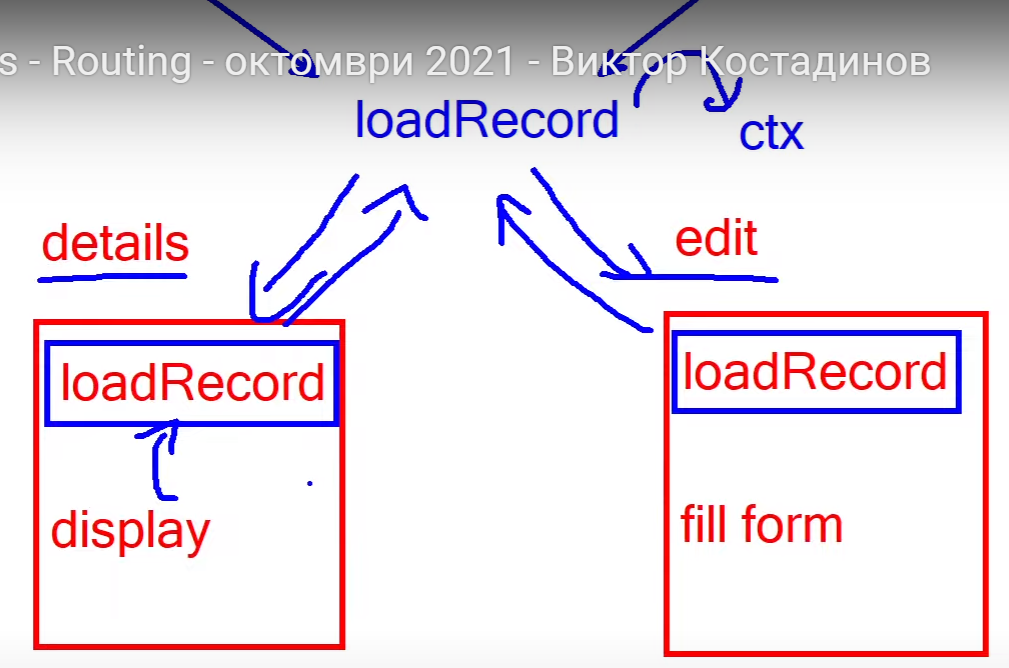 s - Routing - октомври 2021 - Виктор Костадинов
loadRecord
ctx
details
edit
loadRecord
loadRecord
display
fill form